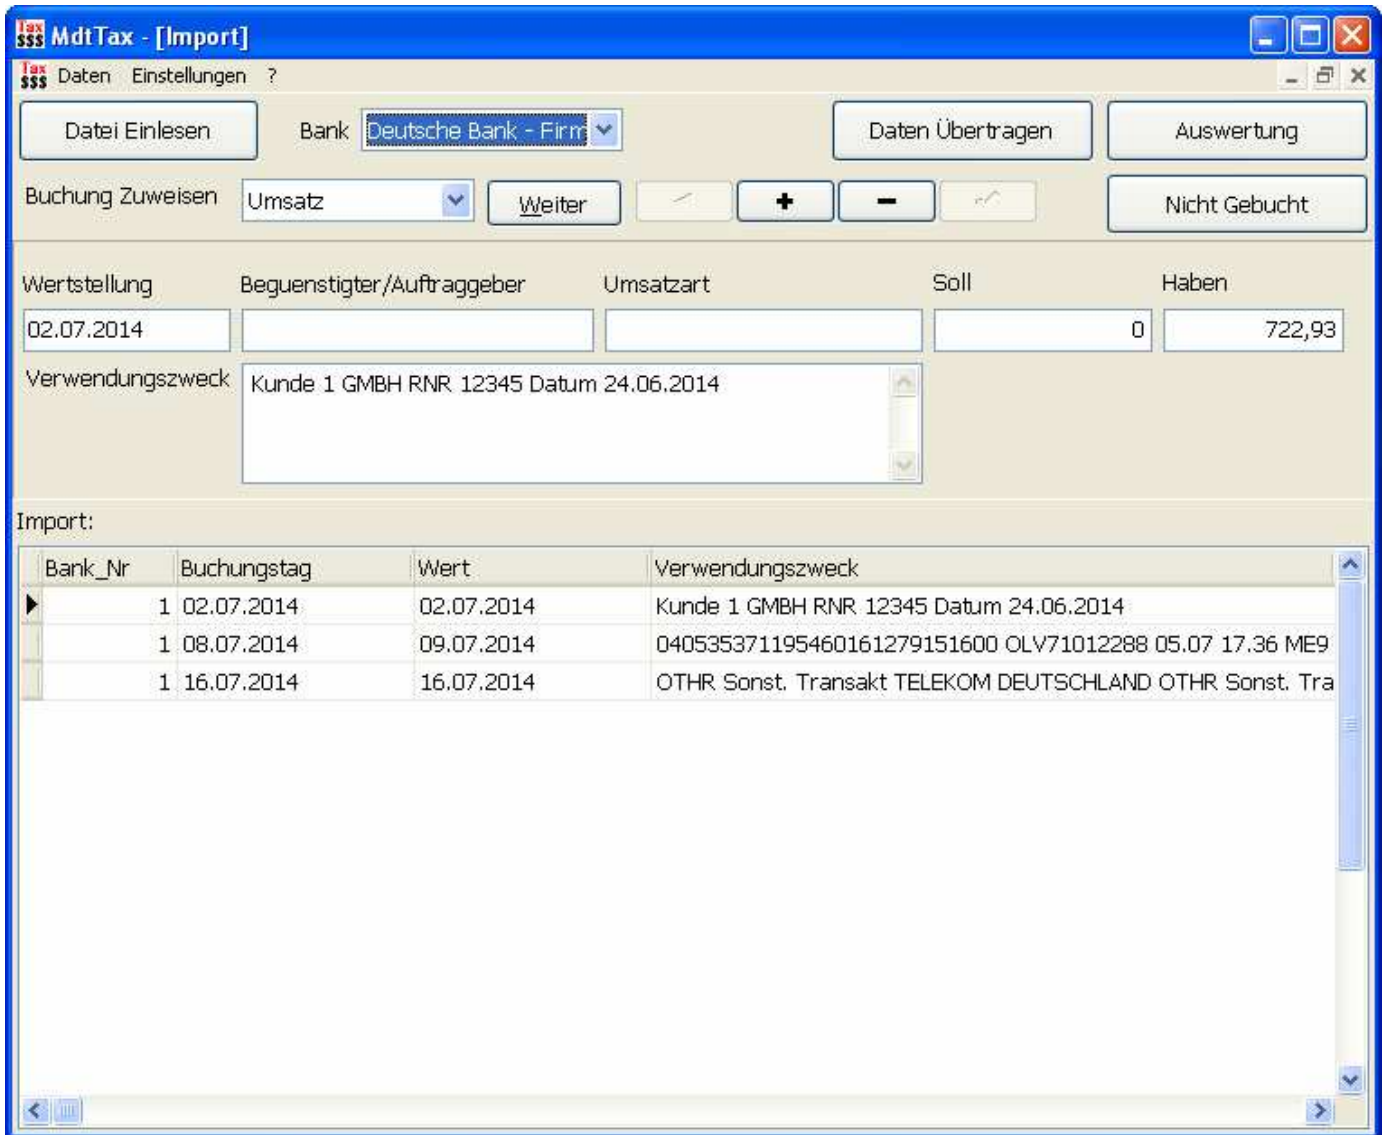 Tax
$$$ MdtTax - [Import]
Tax
$$$ Daten Einstellungen ?
Datei Einlesen Bank Deutsche Bank - Firm Daten Übertragen Auswertung
Buchung Zuweisen Umsatz Weiter + - Nicht Gebucht
Wertstellung Beguenstigter/Auftraggeber Umsatzart Soll Haben
02.07.2014 0 722,93
Verwendungszweck Kunde 1 GMBH RNR 12345 Datum 24.06.2014
Import:
Bank_Nr Buchungstag Wert Verwendungszweck
1 02.07.2014 02.07.2014 Kunde 1 GMBH RNR 12345 Datum 24.06.2014
1 08.07.2014 09.07.2014 040535371195460161279151600 OLV71012288 05.07 17.36 ME9
1 16.07.2014 16.07.2014 OTHR Sonst. Transakt TELEKOM DEUTSCHLAND OTHR Sonst. Tra